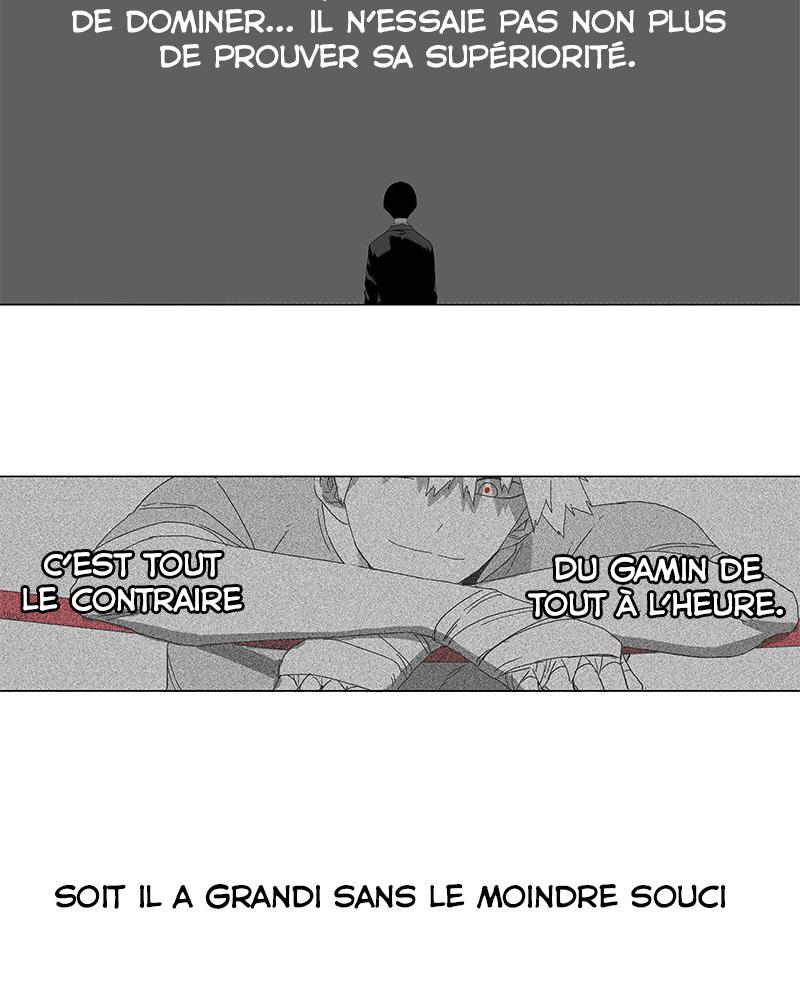 DE DOMINER... IL N'ESSAIE PAS NON PLUS
DE PROUVER SA SUPÉRIORITÉ.
C'EST TOUT
LE CONTRAIRE
DU GAMIN DE
TOUT À L'HEURE.
SOIT IL A GRANDI SANS LE MOINDRE SOUCI